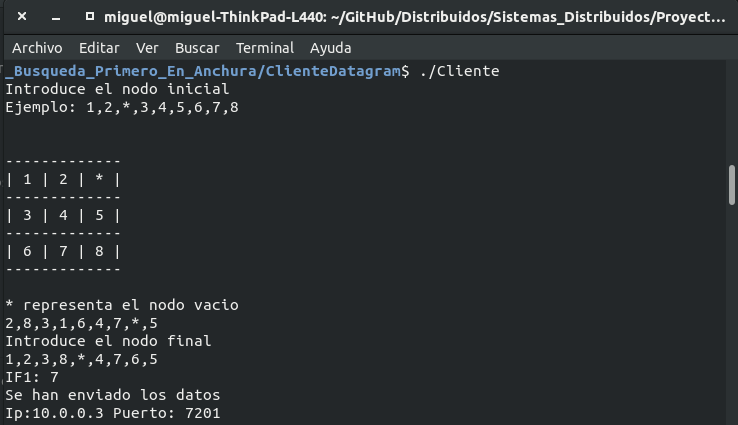 miguel@miguel-ThinkPad-L440: ~/GitHub/Distribuidos/Sistemas_Distribuidos/Proyect...
Archivo Editar Ver Buscar Terminal Ayuda
_Busqueda_Primero_En_Anchura/ClienteDatagram$ ./Cliente
Introduce el nodo inicial
Ejemplo: 1,2,*,3,4,5,6,7,8
-------------
| 1 | 2 | * |
-------------
| 3 | 4 | 5 |
-------------
| 6 | 7 | 8 |
-------------
* representa el nodo vacio
2,8,3,1,6,4,7,*,5
Introduce el nodo final
1,2,3,8,*,4,7,6,5
IF1: 7
Se han enviado los datos
Ip:10.0.0.3 Puerto: 7201